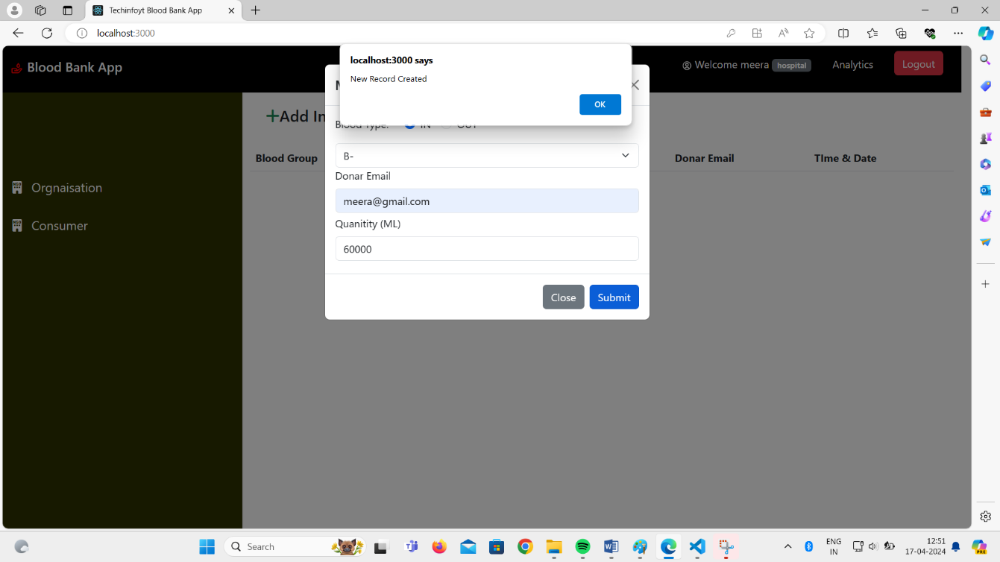 Techinfoyt Blood Bank App
localhost:3000
Blood Bank App
Welcome meera hospital
Analytics
Logout
localhost:3000 says
New Record Created
OK
Add In
M
Blood Type: IN OUT
Blood Group
Donar Email
TIme & Date
B-
Donar Email
meera@gmail.com
Quanitity (ML)
60000
Close Submit
Orgnaisation
Consumer
Search
ENG
IN
12:51
17-04-2024